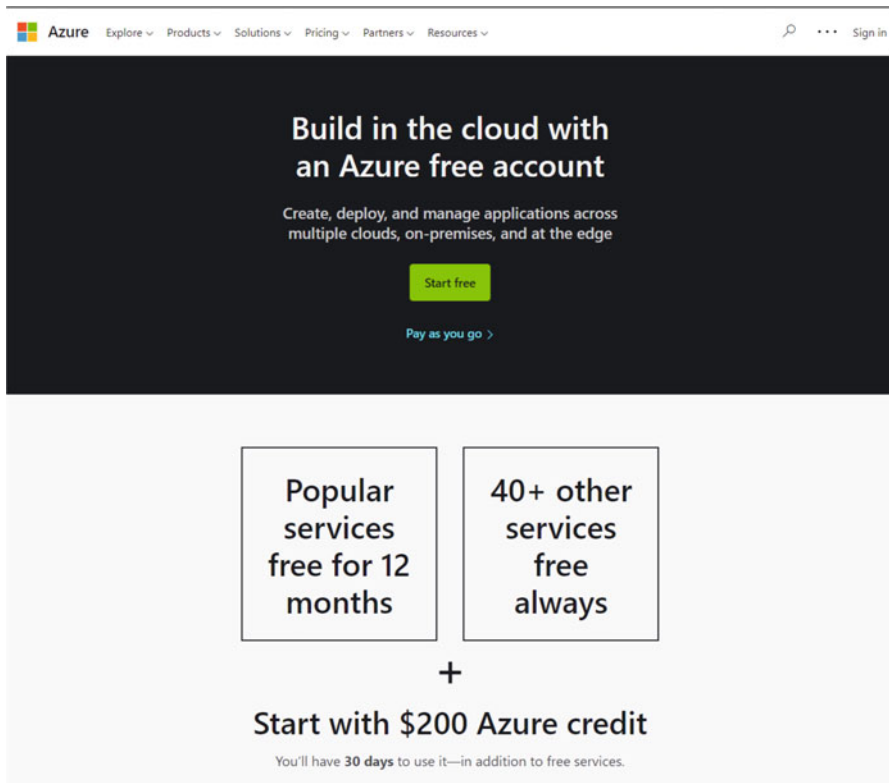 Azure Explore Products Solutions Pricing Partners Resources ... Sign in
Build in the cloud with
an Azure free account
Create, deploy, and manage applications across
multiple clouds, on-premises, and at the edge
Start free
Pay as you go >
Popular
services
free for 12
months
40+ other
services
free
always
+
Start with $200 Azure credit
You'll have 30 days to use it—in addition to free services.